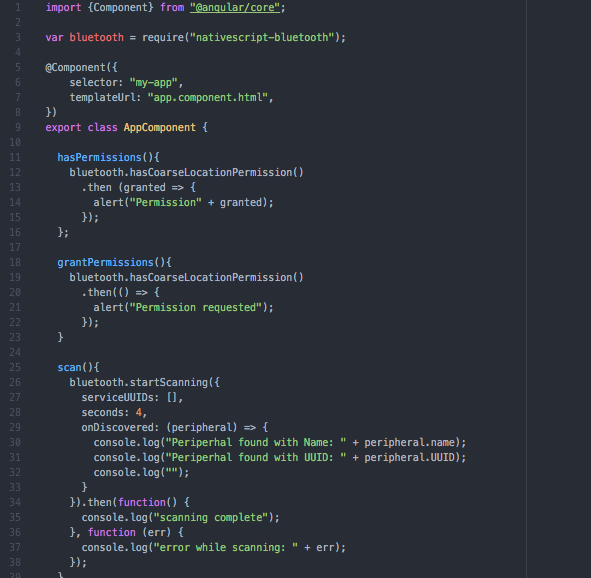 1 import {Component} from "@angular/core";
2
3 var bluetooth = require("nativescript-bluetooth");
4
5 @Component({
6     selector: "my-app",
7     templateUrl: "app.component.html",
8 })
9 export class AppComponent {
10
11   hasPermissions(){
12     bluetooth.hasCoarseLocationPermission()
13       .then (granted => {
14         alert("Permission" + granted);
15       });
16   };
17
18   grantPermissions(){
19     bluetooth.hasCoarseLocationPermission()
20       .then(() => {
21         alert("Permission requested");
22       });
23   }
24
25   scan(){
26     bluetooth.startScanning({
27       serviceUUIDs: [],
28       seconds: 4,
29       onDiscovered: (peripheral) => {
30         console.log("Periperhal found with Name: " + peripheral.name);
31         console.log("Periperhal found with UUID: " + peripheral.UUID);
32         console.log("");
33       }
34     }).then(function() {
35       console.log("scanning complete");
36     }, function (err) {
37       console.log("error while scanning: " + err);
38     });
39   }